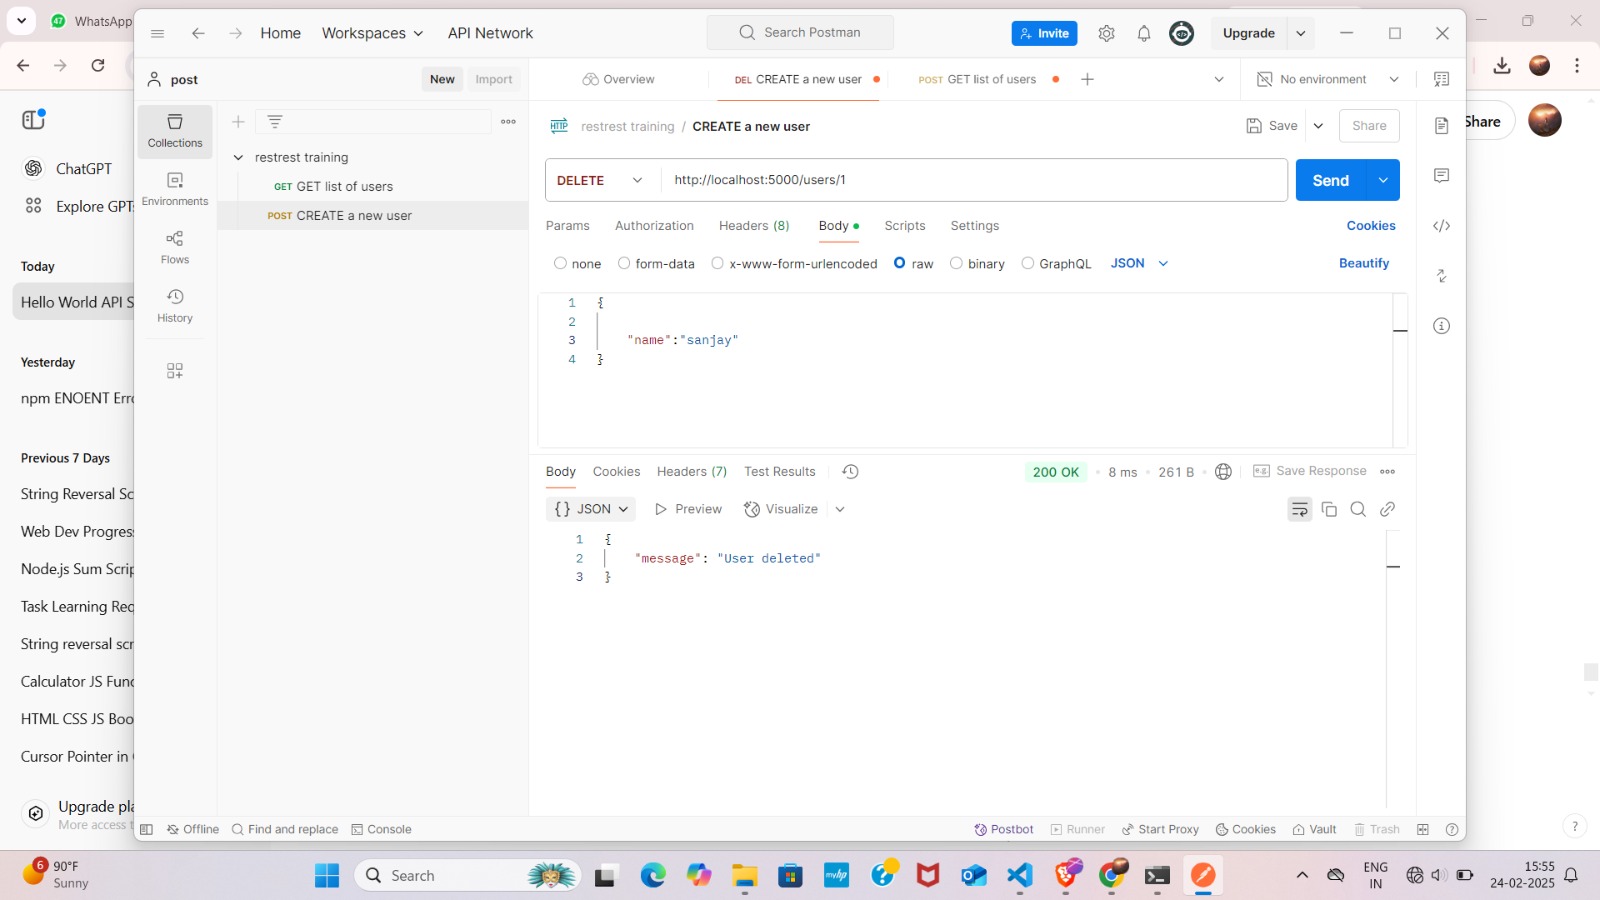 47 WhatsApp
Home Workspaces API Network Search Postman Invite Upgrade
post New Import Overview DEL CREATE a new user POST GET list of users No environment
Share
Collections
HTTP restrest training / CREATE a new user Save Share
ChatGPT
restrest training
DELETE http://localhost:5000/users/1 Send
GET GET list of users
Environments
Explore GPTs
POST CREATE a new user
Params Authorization Headers (8) Body Scripts Settings Cookies
Flows
none form-data x-www-form-urlencoded raw binary GraphQL JSON Beautify
Today
Hello World API S
History
1 {
2
3 "name":"sanjay"
4 }
Yesterday
npm ENOENT Erro
Previous 7 Days
Body Cookies Headers (7) Test Results 200 OK • 8 ms • 261 B e.g. Save Response
String Reversal Sc
{} JSON Preview Visualize
Web Dev Progres
1 {
2 "message": "User deleted"
3 }
Node.js Sum Scrip
Task Learning Req
String reversal scr
Calculator JS Func
HTML CSS JS Boo
Cursor Pointer in
Upgrade pla
More access t
Offline Find and replace Console Postbot Runner Start Proxy Cookies Vault Trash
6 90°F
Sunny
Search
myhp
ENG
IN
15:55
24-02-2025